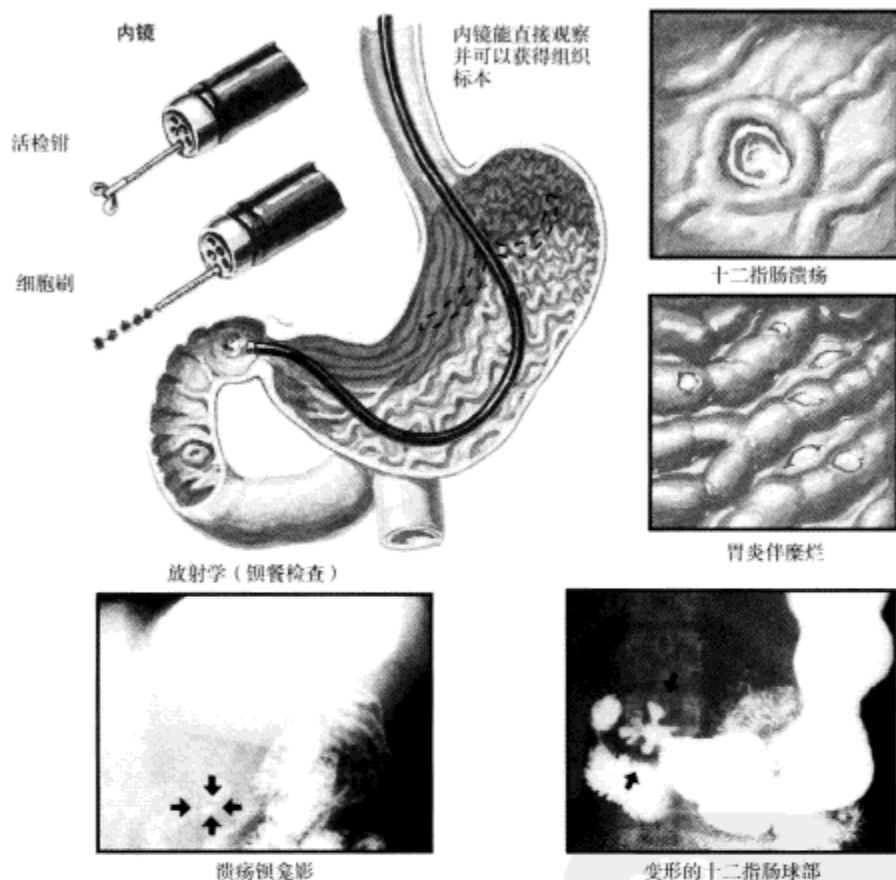 内镜
内镜能直接观察
并可以获得组织
标本
活检钳
细胞刷
十二指肠溃疡
胃炎伴糜烂
放射学（钡餐检查）
溃疡钡龛影
变形的十二指肠球部